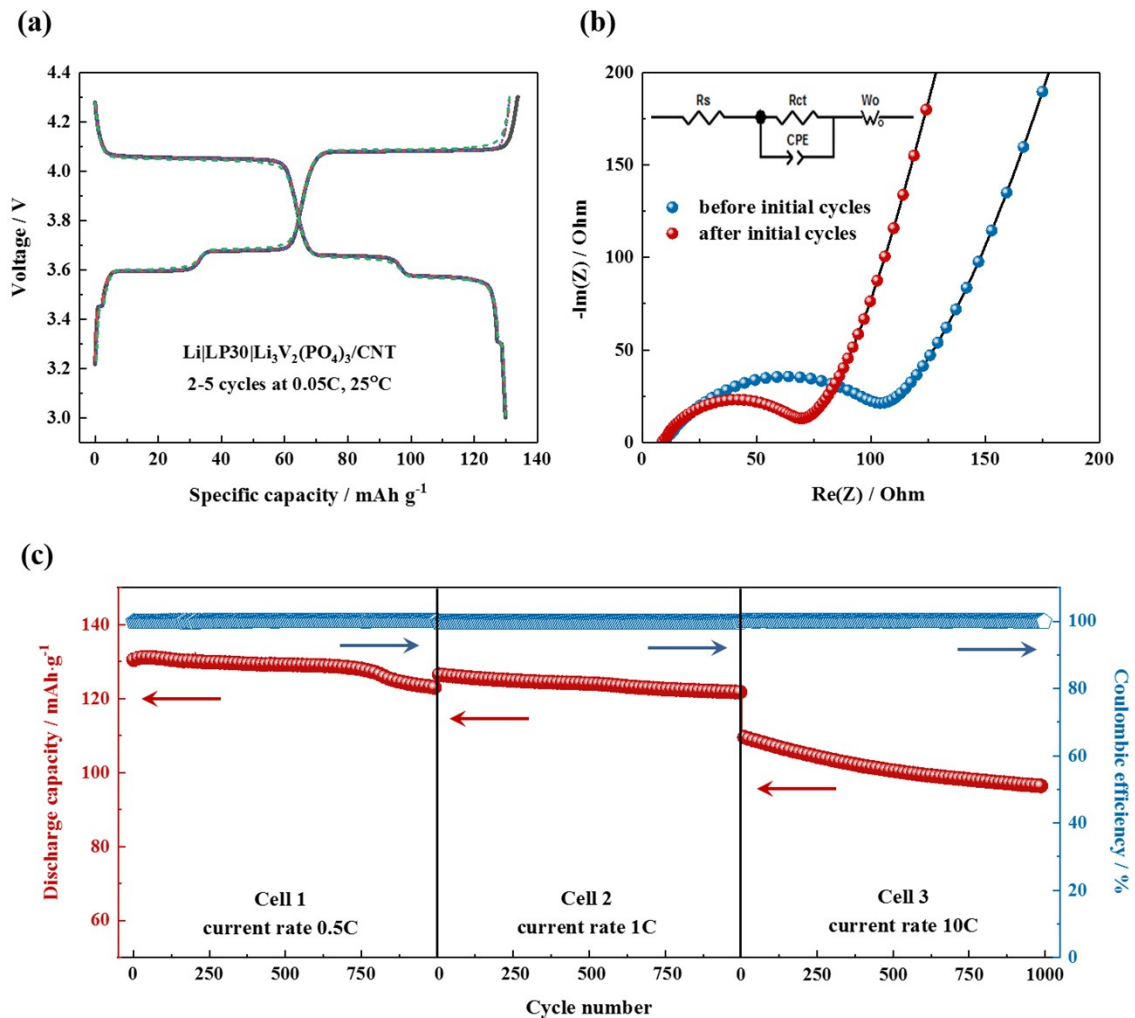 (a)
4.4
4.2
4.0
3.8
3.6
3.4
3.2
3.0
Voltage / V
Li|LP30|Li₃V₂(PO₄)₃/CNT
2-5 cycles at 0.05C, 25°C
0 20 40 60 80 100 120 140
Specific capacity / mAh g⁻¹
(b)
200
150
100
50
0
-Im(Z) / Ohm
Rs Rct Wo
CPE
before initial cycles
after initial cycles
0 50 100 150 200
Re(Z) / Ohm
(c)
140
120
100
80
60
Discharge capacity / mAh·g⁻¹
Cell 1
current rate 0.5C
Cell 2
current rate 1C
Cell 3
current rate 10C
100
80
60
40
20
0
Coulombic efficiency / %
0 250 500 750 0 250 500 750 0 250 500 750 1000
Cycle number